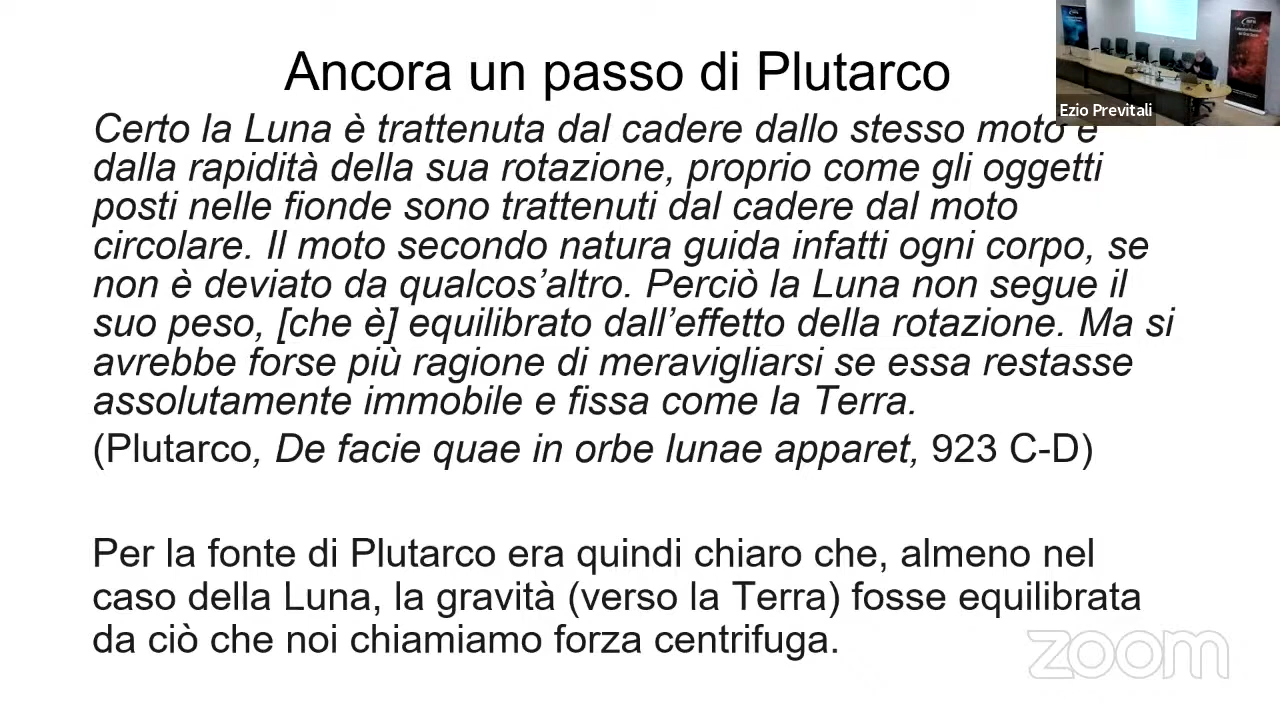 Ancora un passo di Plutarco
Ezio Previtali
Certo la Luna è trattenuta dal cadere dallo stesso moto e
dalla rapidità della sua rotazione, proprio come gli oggetti
posti nelle fionde sono trattenuti dal cadere dal moto
circolare. Il moto secondo natura guida infatti ogni corpo, se
non è deviato da qualcos’altro. Perciò la Luna non segue il
suo peso, [che è] equilibrato dall’effetto della rotazione. Ma si
avrebbe forse più ragione di meravigliarsi se essa restasse
assolutamente immobile e fissa come la Terra.
(Plutarco, De facie quae in orbe lunae apparet, 923 C-D)
Per la fonte di Plutarco era quindi chiaro che, almeno nel
caso della Luna, la gravità (verso la Terra) fosse equilibrata
da ciò che noi chiamiamo forza centrifuga.
zoom